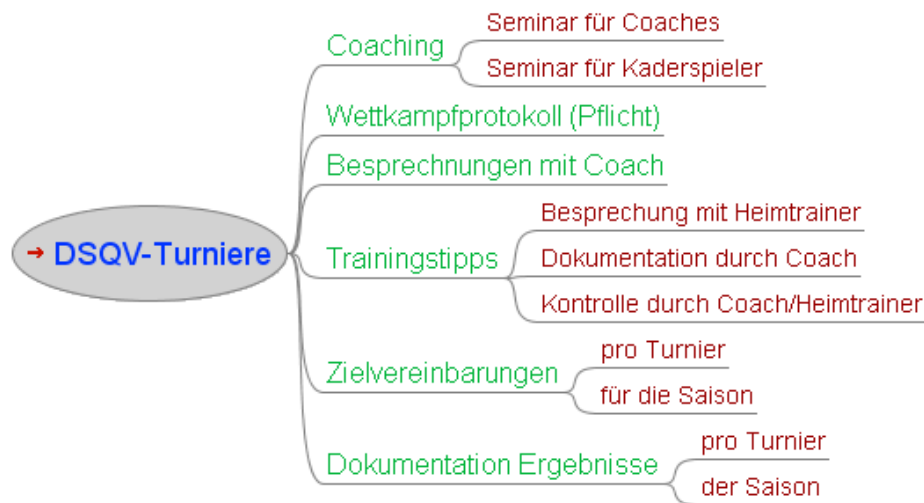 DSQV-Turniere
Coaching
Seminar für Coaches
Seminar für Kaderspieler
Wettkampfprotokoll (Pflicht)
Besprechnungen mit Coach
Trainingstipps
Besprechung mit Heimtrainer
Dokumentation durch Coach
Kontrolle durch Coach/Heimtrainer
Zielvereinbarungen
pro Turnier
für die Saison
Dokumentation Ergebnisse
pro Turnier
der Saison